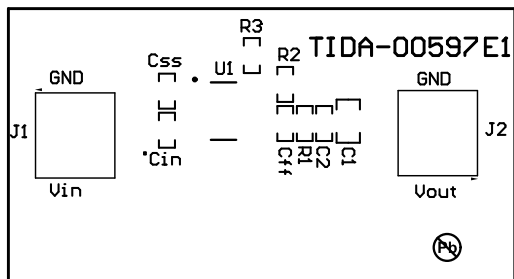 R3
TIDA-00597E1
Css
U1
R2
GND
GND
J1
J2
Cin
Cff
R1
C2
C1
Vin
Vout
Pb